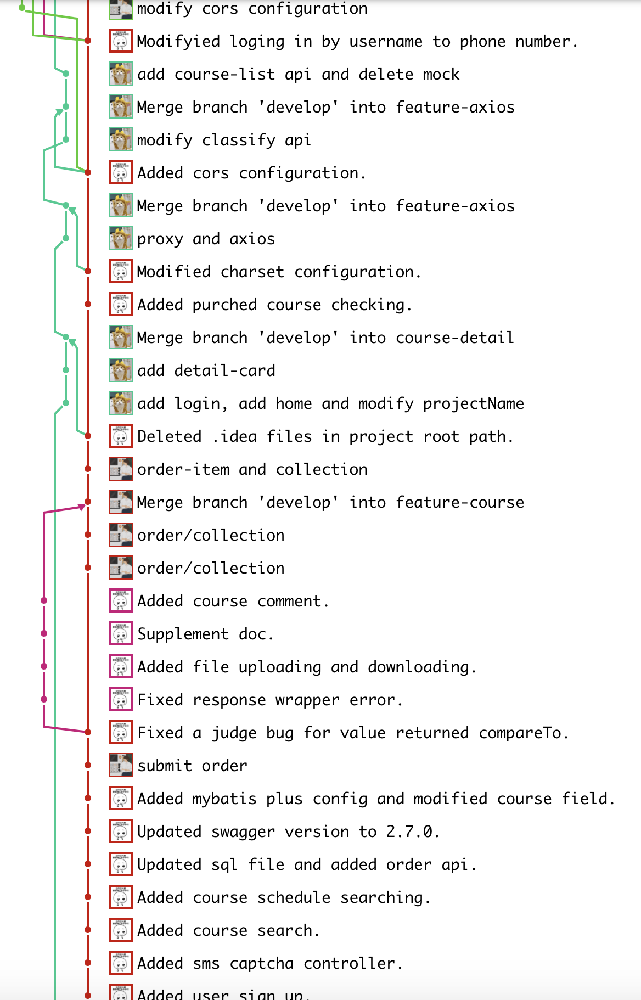 modify cors configuration
Modifyied loging in by username to phone number.
add course-list api and delete mock
Merge branch 'develop' into feature-axios
modify classify api
Added cors configuration.
Merge branch 'develop' into feature-axios
proxy and axios
Modified charset configuration.
Added purched course checking.
Merge branch 'develop' into course-detail
add detail-card
add login, add home and modify projectName
Deleted .idea files in project root path.
order-item and collection
Merge branch 'develop' into feature-course
order/collection
order/collection
Added course comment.
Supplement doc.
Added file uploading and downloading.
Fixed response wrapper error.
Fixed a judge bug for value returned compareTo.
submit order
Added mybatis plus config and modified course field.
Updated swagger version to 2.7.0.
Updated sql file and added order api.
Added course schedule searching.
Added course search.
Added sms captcha controller.
Added user sign up.